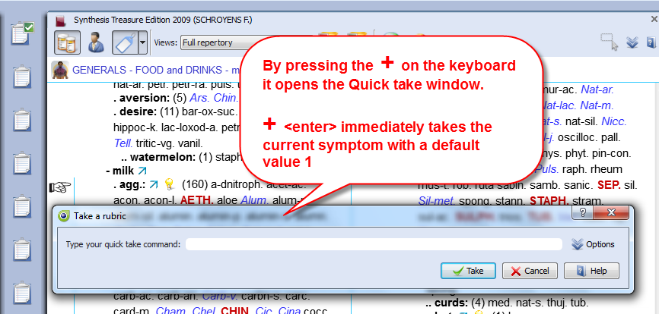 Synthesis Treasure Edition 2009 (SCHROYENS F.)
Views: Full repertory
GENERALS - FOOD and DRINKS - m
nat-ar. petr. petr-ra. puls.
. aversion: (5) Ars. Chin.
. desire: (11) bar-ox-suc.
hippoc-k. lac-loxod-a. petr
Tell. tritic-vg. vanil.
.. watermelon: (1) staph
- milk
. agg.: (160) a-dnitroph. acet-ac.
acon. acon-l. AETH. aloe Alum. alum-
By pressing the + on the keyboard
it opens the Quick take window.
+ <enter> immediately takes the
current symptom with a default
value 1
mur-ac. Nat-ar.
Nat-lac. Nat-m.
nat-sil. Nicc.
oscilloc. pall.
phyt. pin-con.
Puls. raph. rheum
rob. ruta sabin. samb. sanic. SEP. sil.
Sil-met. spong. stann. STAPH. stram.
Take a rubric
Type your quick take command:
Options
Take
Cancel
Help
carb-ac. carb-an. Carb-v. carbn-s. carc.
card-m. Cham. Chel. CHIN. Cic. Cina cocc.
.. curds: (4) med. nat-s. thuj. tub.